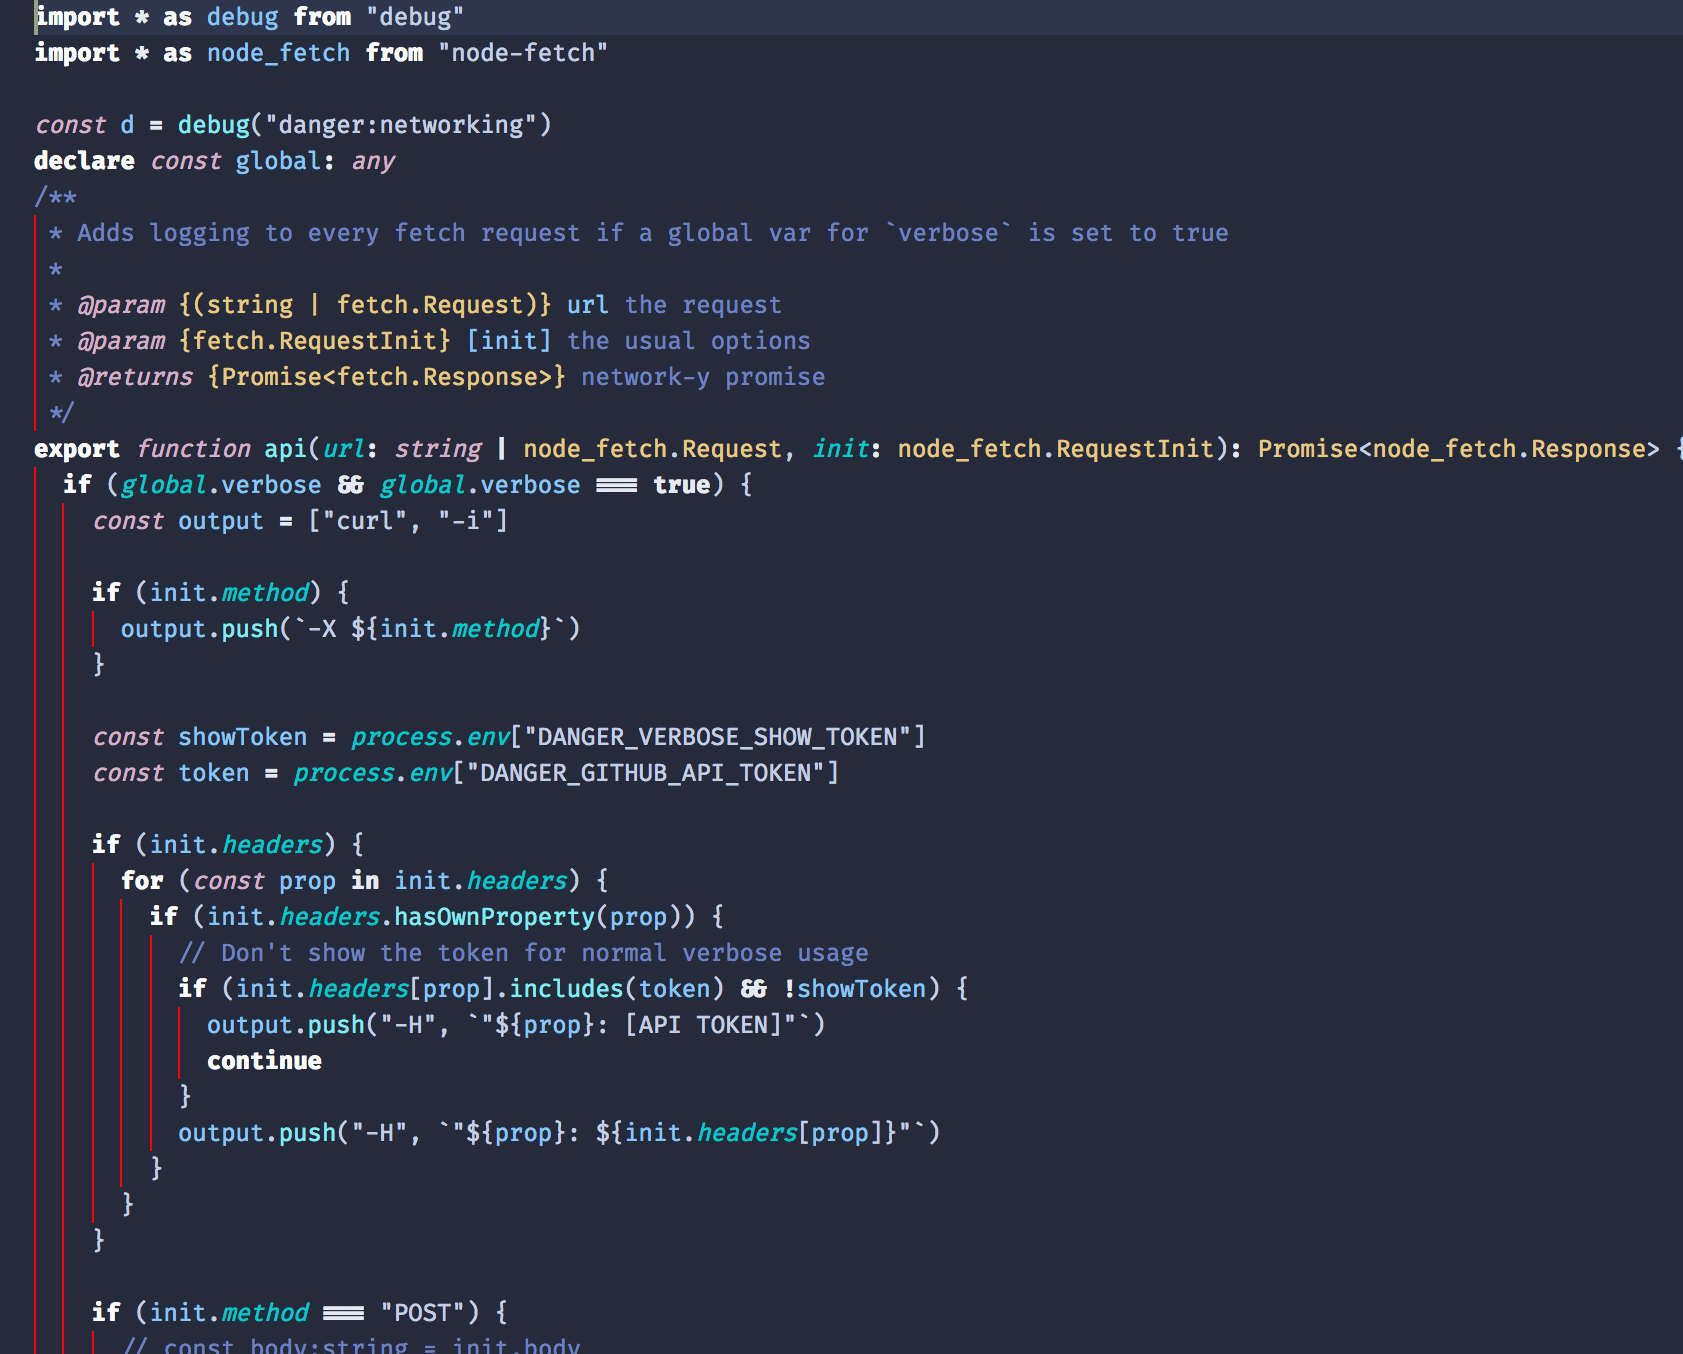 import * as debug from "debug"
import * as node_fetch from "node-fetch"
const d = debug("danger:networking")
declare const global: any
/**
* Adds logging to every fetch request if a global var for `verbose` is set to true
*
* @param {(string | fetch.Request)} url the request
* @param {fetch.RequestInit} [init] the usual options
* @returns {Promise<fetch.Response>} network-y promise
*/
export function api(url: string | node_fetch.Request, init: node_fetch.RequestInit): Promise<node_fetch.Response> {
if (global.verbose && global.verbose === true) {
const output = ["curl", "-i"]
if (init.method) {
output.push(`-X ${init.method}`)
}
const showToken = process.env["DANGER_VERBOSE_SHOW_TOKEN"]
const token = process.env["DANGER_GITHUB_API_TOKEN"]
if (init.headers) {
for (const prop in init.headers) {
if (init.headers.hasOwnProperty(prop)) {
// Don't show the token for normal verbose usage
if (init.headers[prop].includes(token) && !showToken) {
output.push("-H", `"${prop}: [API TOKEN]"`)
continue
}
output.push("-H", `"${prop}: ${init.headers[prop]}"`)
}
}
}
if (init.method === "POST") {
// const body:string = init.body